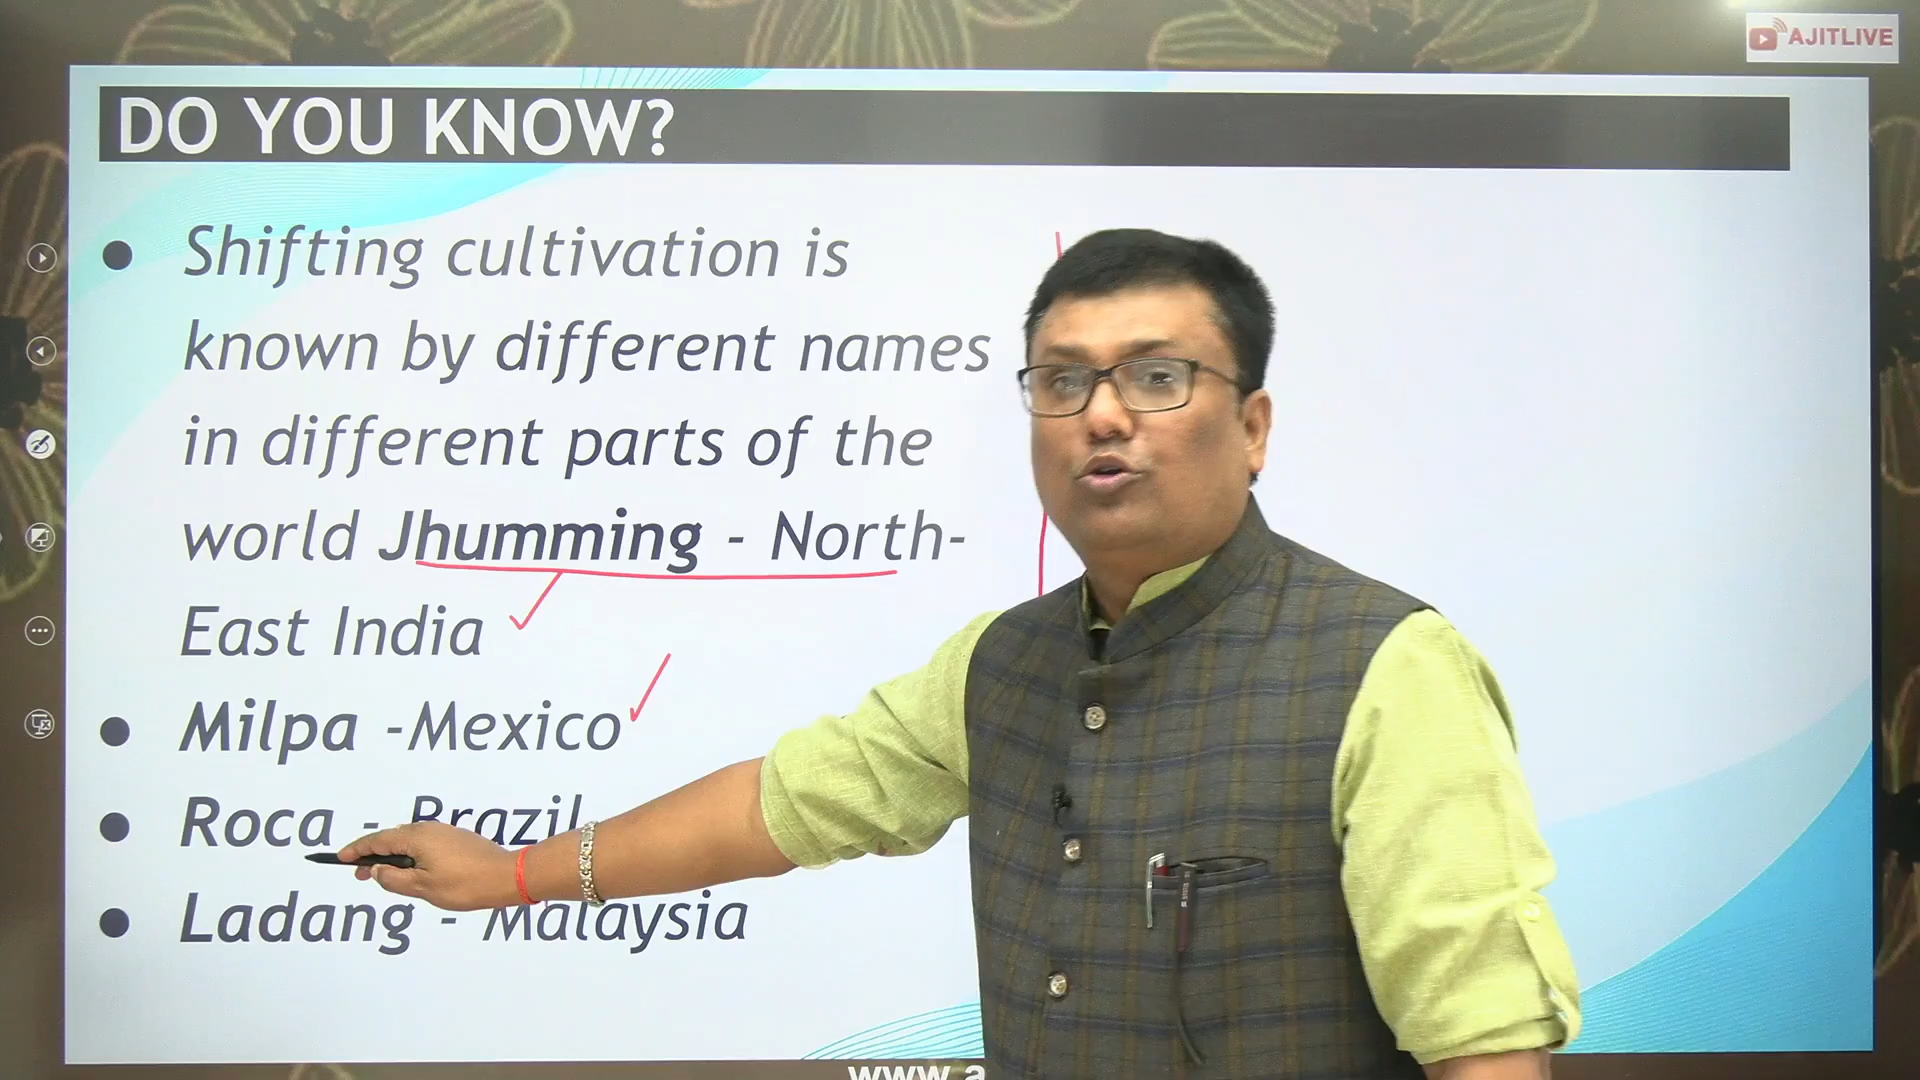 AJITLIVE
DO YOU KNOW?
● Shifting cultivation is
known by different names
in different parts of the
world Jhumming - North-
East India
● Milpa -Mexico
● Roca - Brazil
● Ladang - Malaysia
www.a